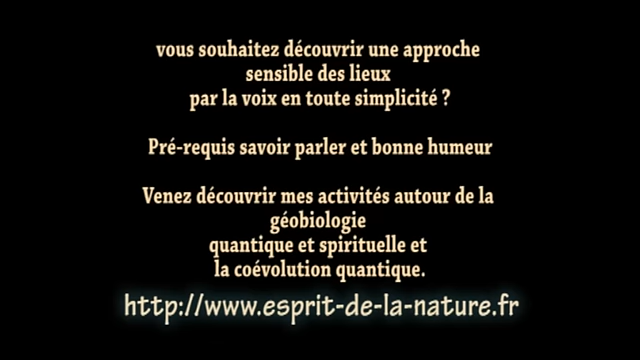 vous souhaitez découvrir une approche
sensible des lieux
par la voix en toute simplicité ?
Pré-requis savoir parler et bonne humeur
Venez découvrir mes activités autour de la
géobiologie
quantique et spirituelle et
la coévolution quantique.
http://www.esprit-de-la-nature.fr